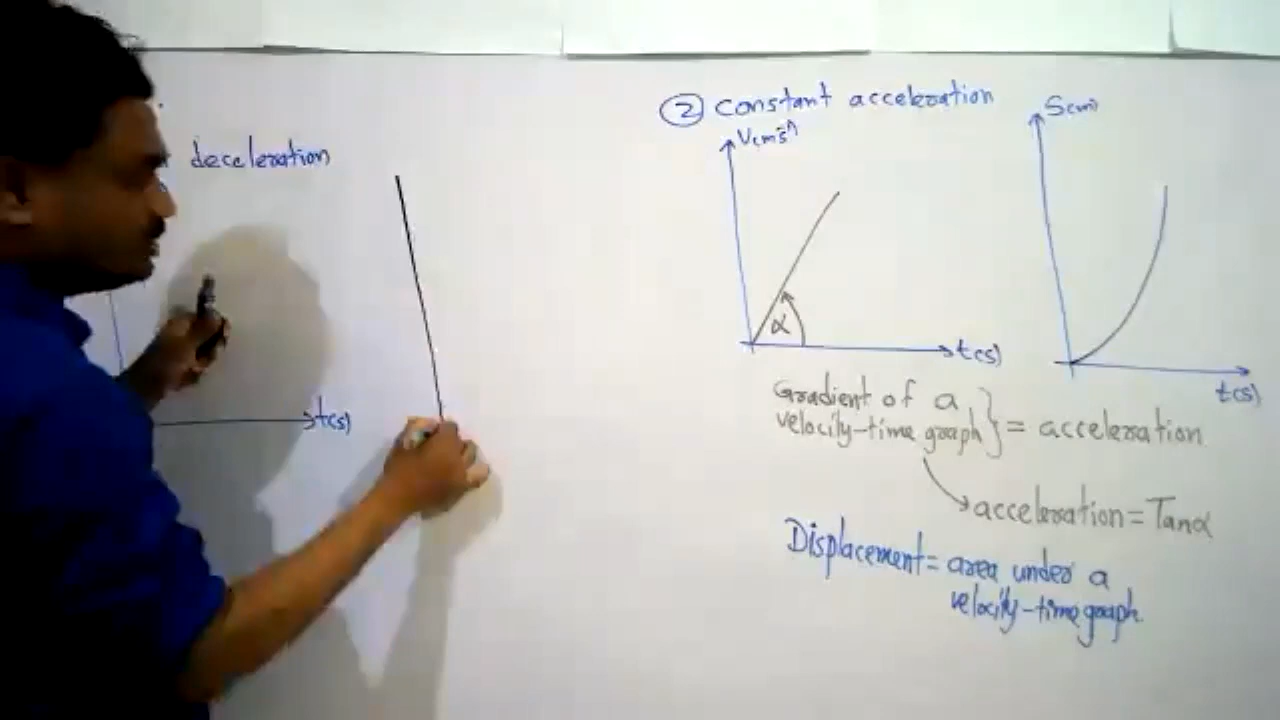 deceleration
t(s)
② constant acceleration
V(ms⁻¹)
α
t(s)
S(m)
t(s)
Gradient of a
velocity-time graph } = acceleration
acceleration = Tanα
Displacement = area under a
velocity-time graph